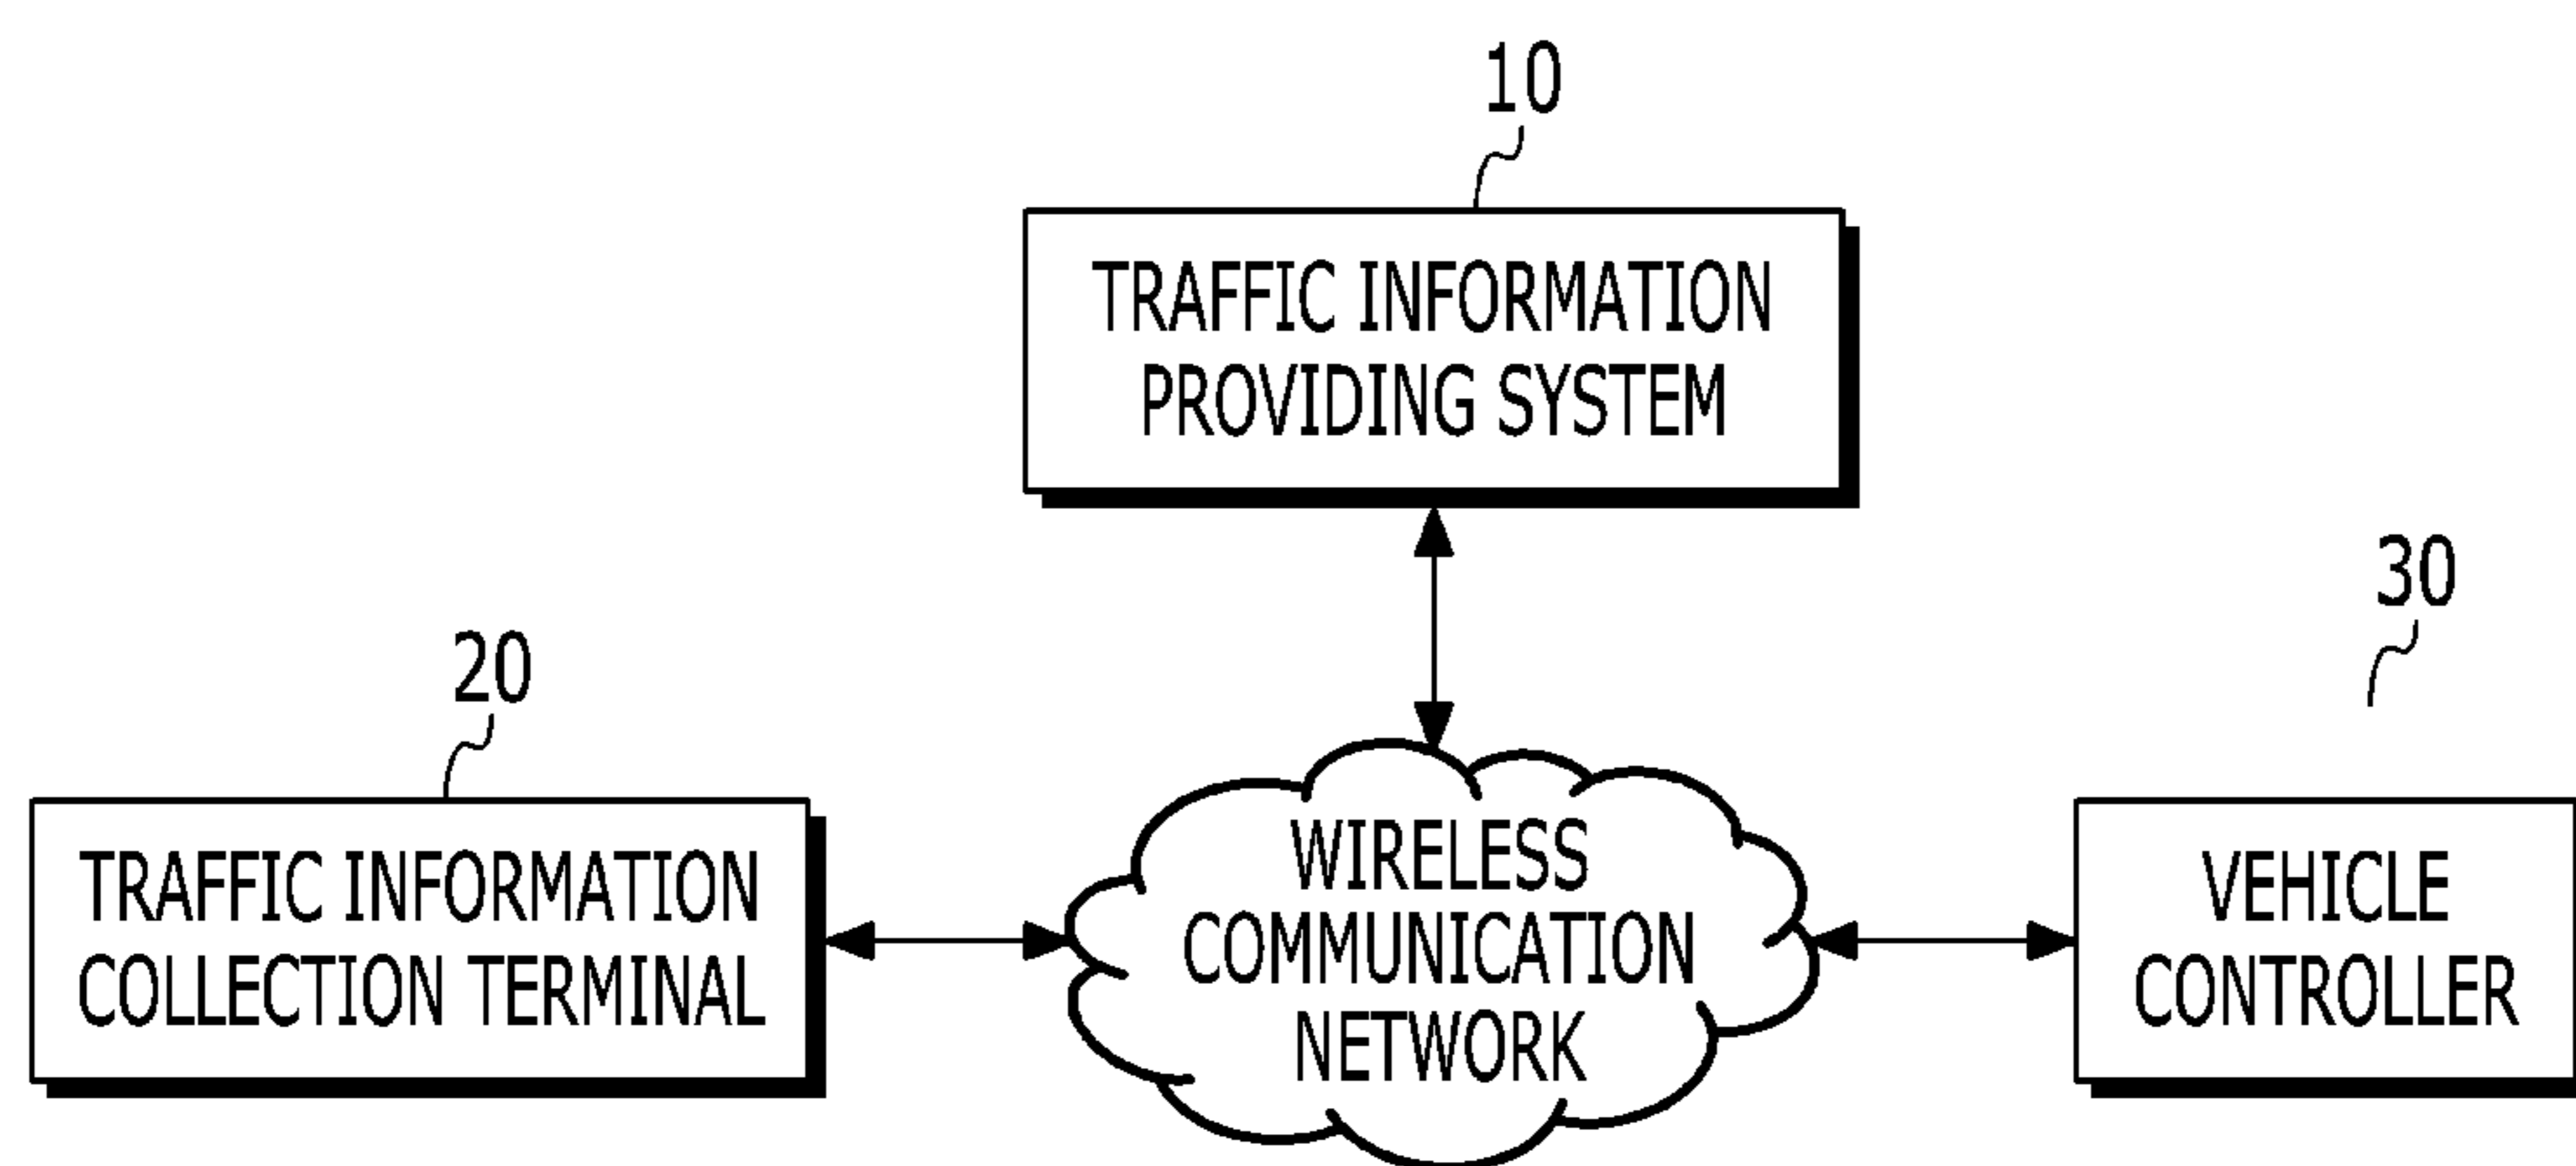 10
TRAFFIC INFORMATION
PROVIDING SYSTEM
30
20
TRAFFIC INFORMATION
COLLECTION TERMINAL
WIRELESS
COMMUNICATION
NETWORK
VEHICLE
CONTROLLER